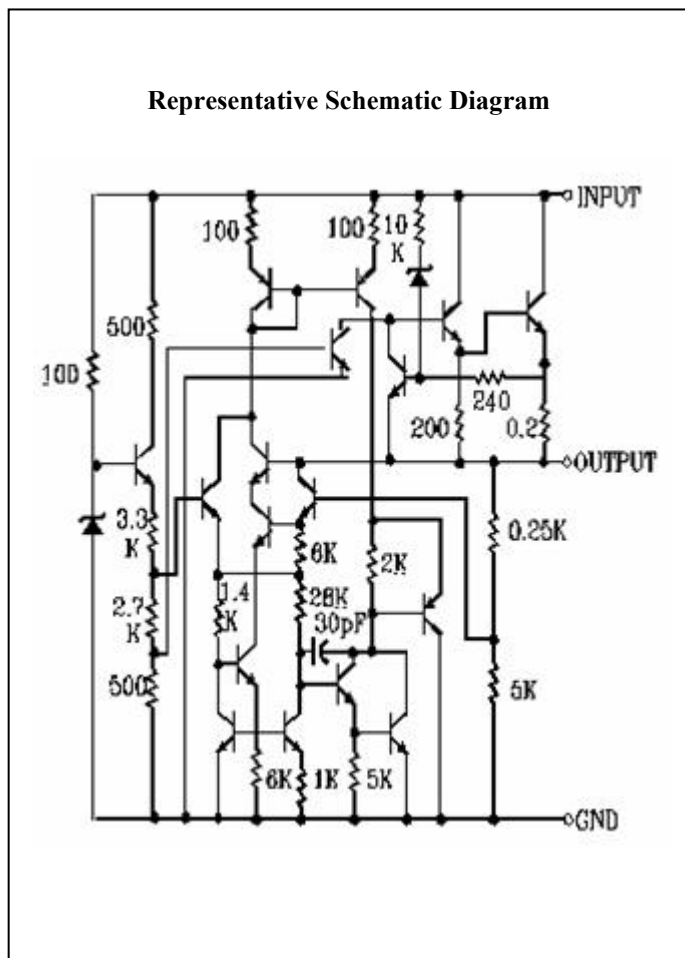 Representative Schematic Diagram
INPUT
100
100
10
K
500
100
240
200
0.2
OUTPUT
3.3
K
0.25K
6K
2K
2.7
K
1.4
K
26K
30pF
500
5K
6K
1K
5K
GND